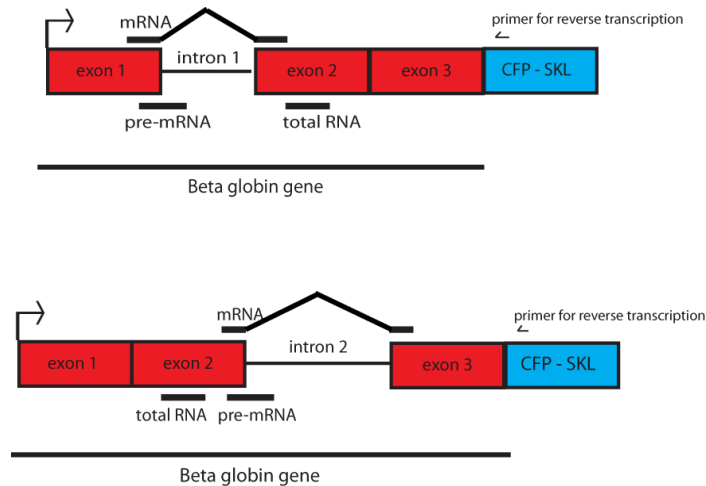 primer for reverse transcription
mRNA
intron 1
exon 1
exon 2
exon 3
CFP - SKL
pre-mRNA
total RNA
Beta globin gene
primer for reverse transcription
mRNA
intron 2
exon 1
exon 2
exon 3
CFP - SKL
total RNA
pre-mRNA
Beta globin gene